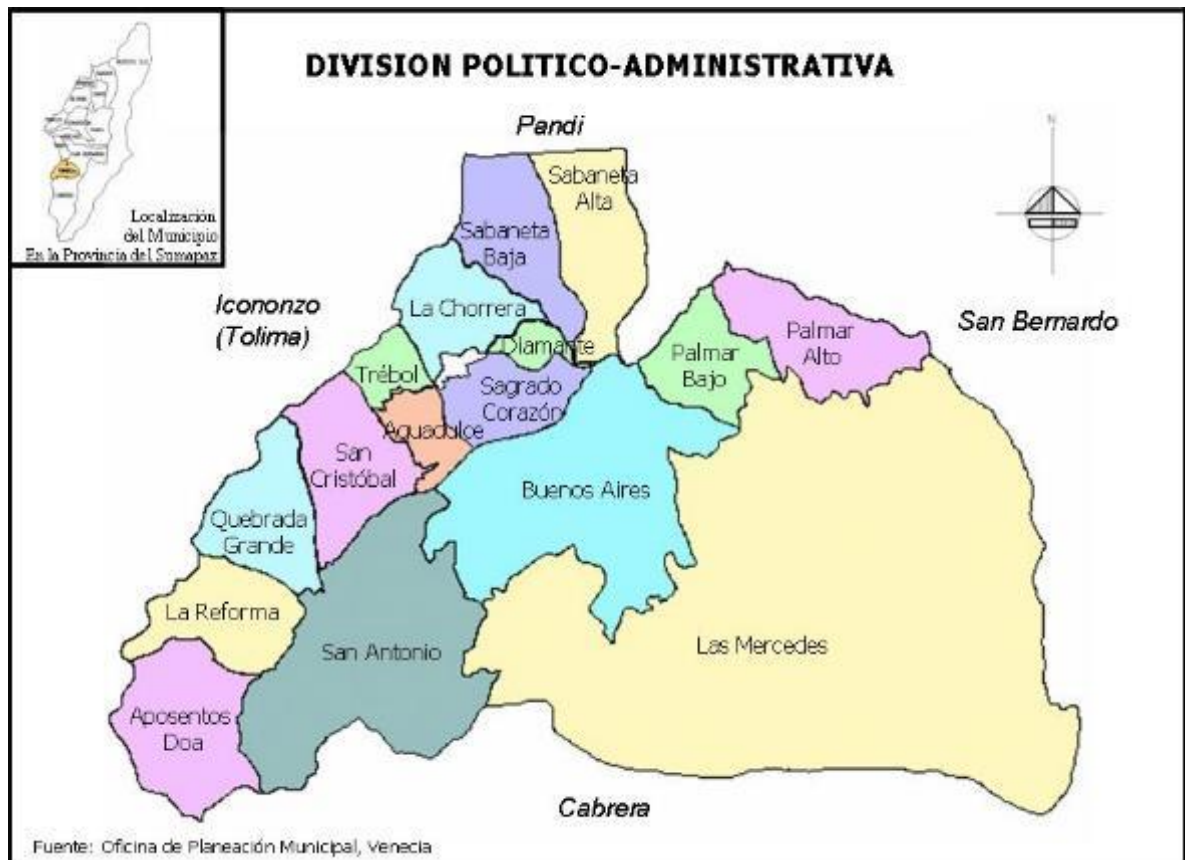 DIVISION POLITICO-ADMINISTRATIVA
Localización
del Municipio
En la Provincia del Sumapaz
Pandi
N
Sabaneta
Alta
Sabaneta
Baja
Icononzo
(Tolima)
La Chorrera
San Bernardo
Diamante
Palmar
Alto
Palmar
Bajo
Trébol
Sagrado
Corazón
Aguadulce
San
Cristóbal
Buenos Aires
Quebrada
Grande
La Reforma
San Antonio
Las Mercedes
Aposentos
Doa
Cabrera
Fuente: Oficina de Planeación Municipal, Venecia